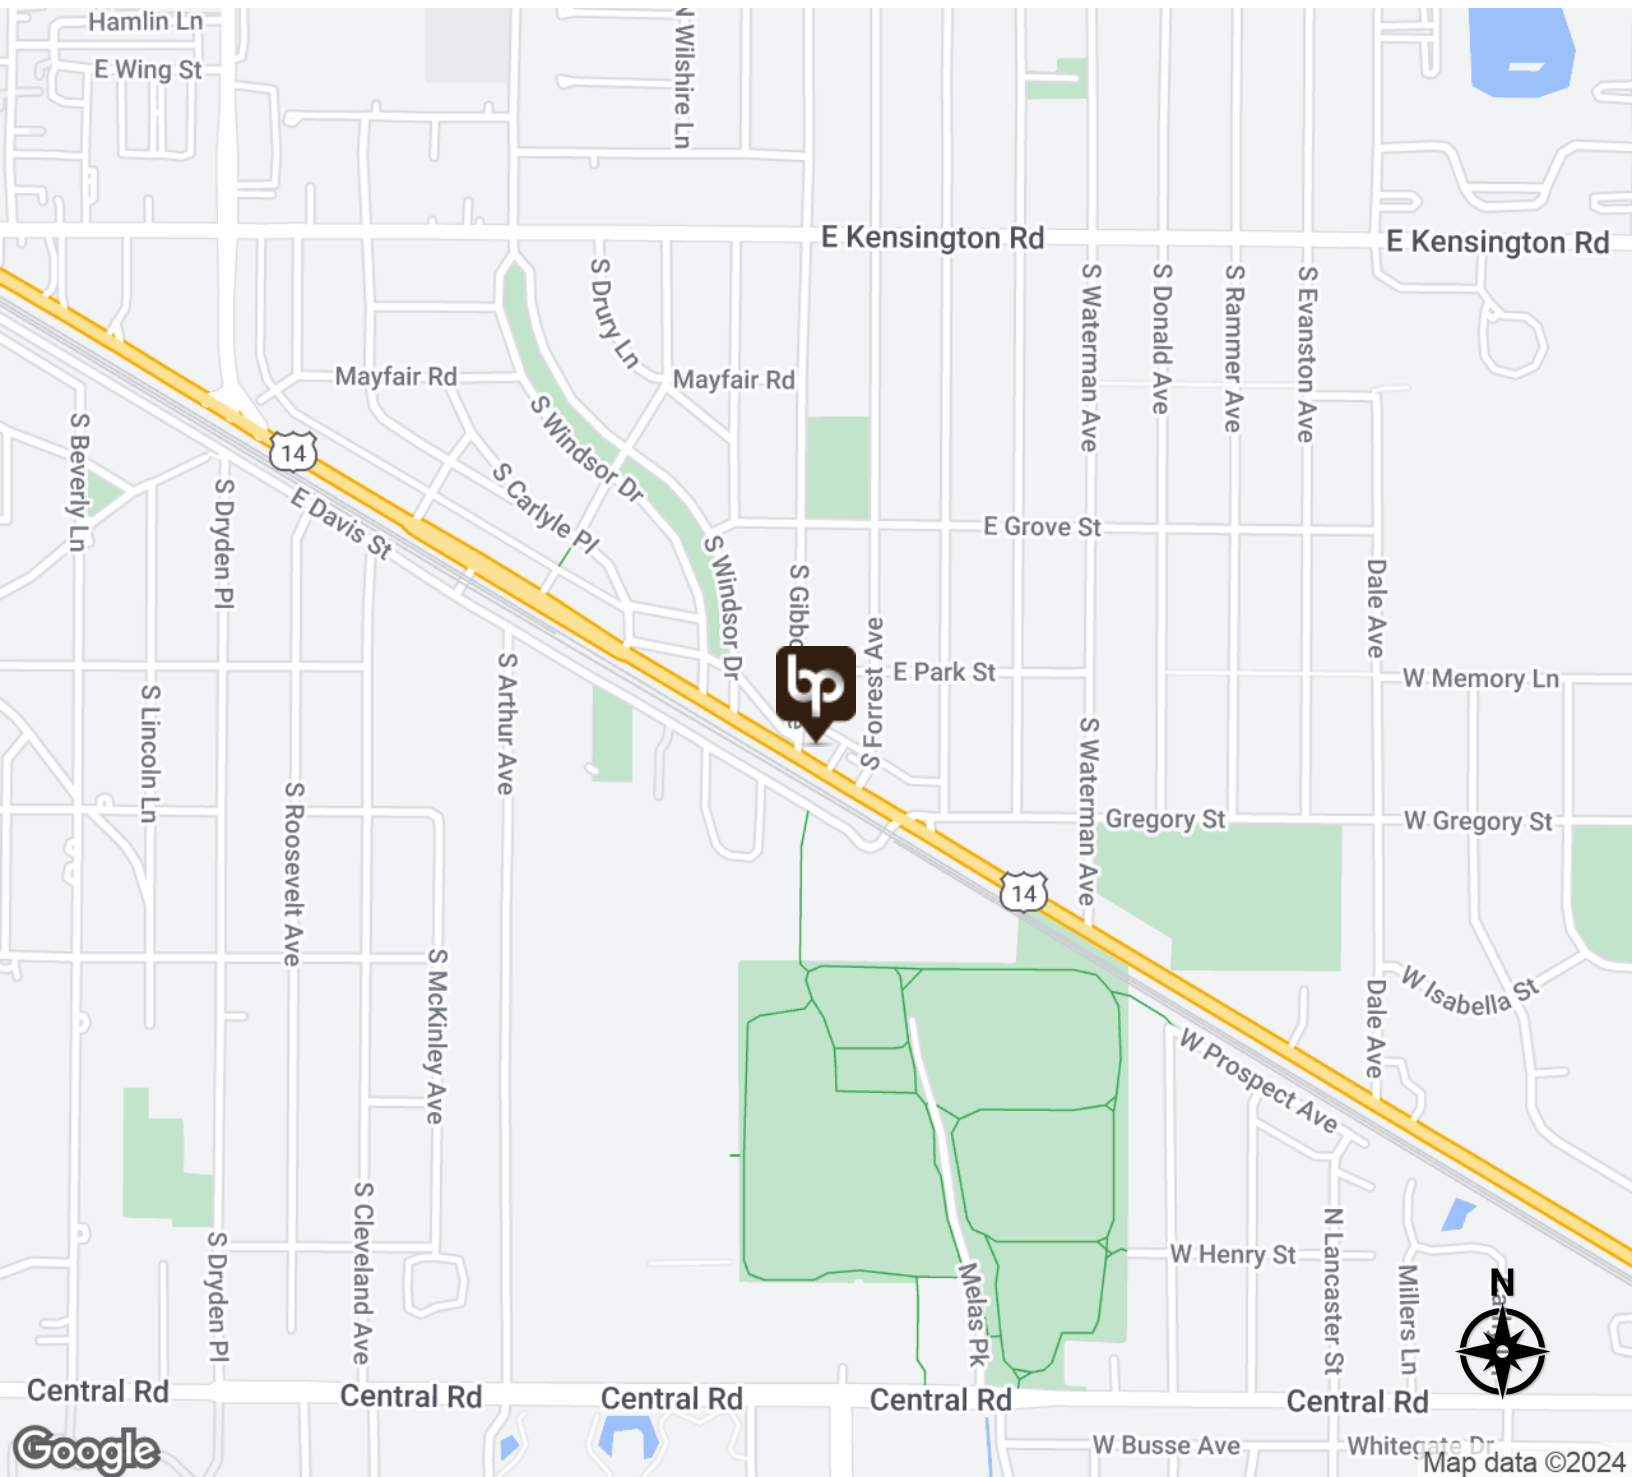 Hamlin Ln
E Wing St
N Wilshire Ln
E Kensington Rd
E Kensington Rd
S Drury Ln
S Waterman Ave
S Donald Ave
S Rammer Ave
S Evanston Ave
Mayfair Rd
Mayfair Rd
S Windsor Dr
S Beverly Ln
14
S Carlyle Pl
S Dryden Pl
E Davis St
E Grove St
S Windsor Dr
Dale Ave
S Forrest Ave
bp
E Park St
W Memory Ln
S Arthur Ave
S Lincoln Ln
S Waterman Ave
S Roosevelt Ave
Gregory St
W Gregory St
14
S McKinley Ave
W Isabella St
Dale Ave
W Prospect Ave
S Cleveland Ave
S Dryden Pl
N Lancaster St
W Henry St
Melas Pk
Millers Ln
N
Central Rd
Central Rd
Central Rd
Central Rd
Central Rd
Google
W Busse Ave
Whitegate Dr
Map data ©2024